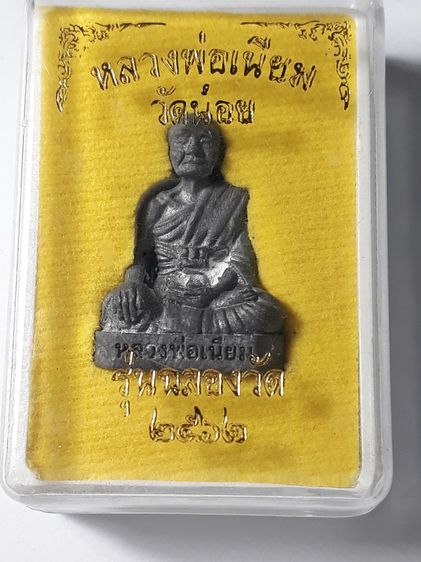 หลวงพ่อเนียม
วัดน้อย
หลวงพ่อเนียม
รุ่นฉลองวัด
๒๕๖๒